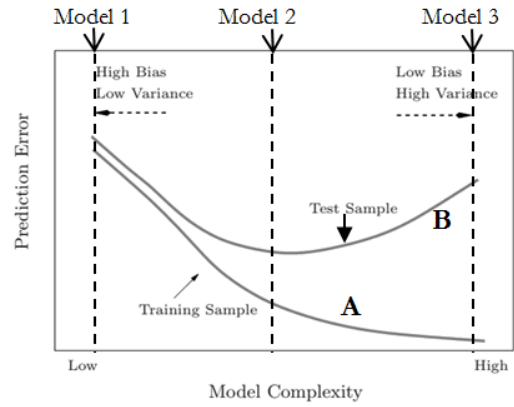 Model 1
Model 2
Model 3
High Bias
Low Variance
Low Bias
High Variance
Prediction Error
Test Sample
B
A
Training Sample
Low
High
Model Complexity